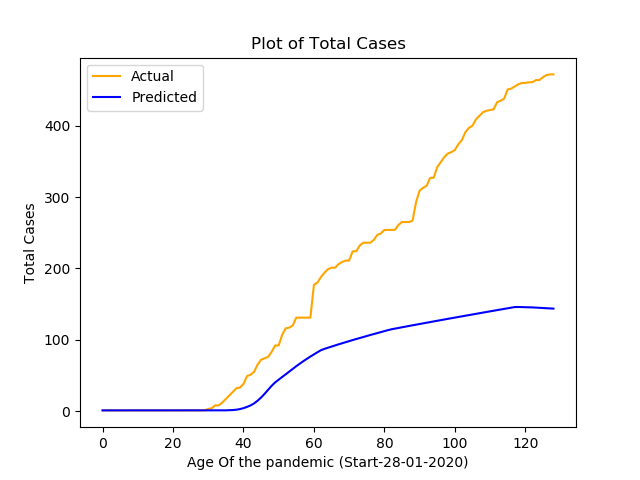 Plot of Total Cases
Actual
Predicted
400
300
200
100
0
Total Cases
0 20 40 60 80 100 120
Age Of the pandemic (Start-28-01-2020)